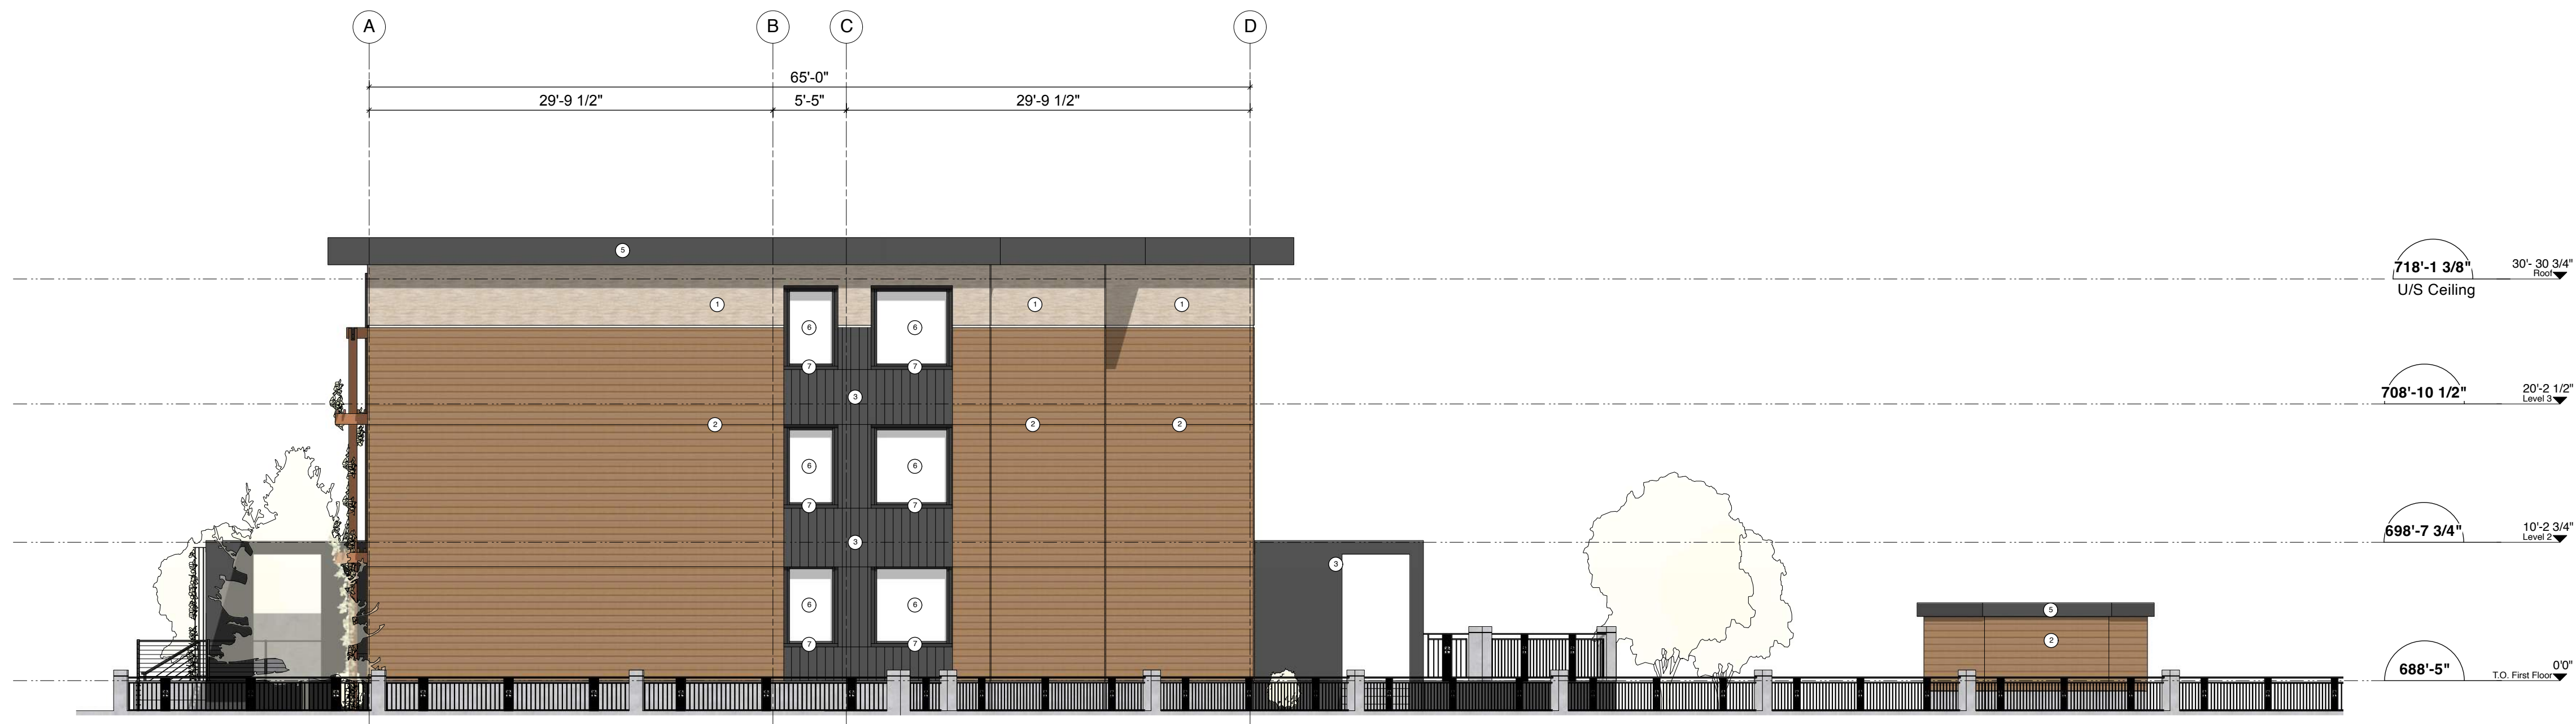 A B C D
65'-0"
29'-9 1/2" 5'-5" 29'-9 1/2"
5
718'-1 3/8" 30'- 30 3/4"
Roof
U/S Ceiling
1 1 1
6 6
7 7
708'-10 1/2" 20'-2 1/2"
Level 3
3
2 2 2
6 6
7 7
698'-7 3/4" 10'-2 3/4"
Level 2
3
3
6 6
5
2
7 7
688'-5" 0'0"
T.O. First Floor